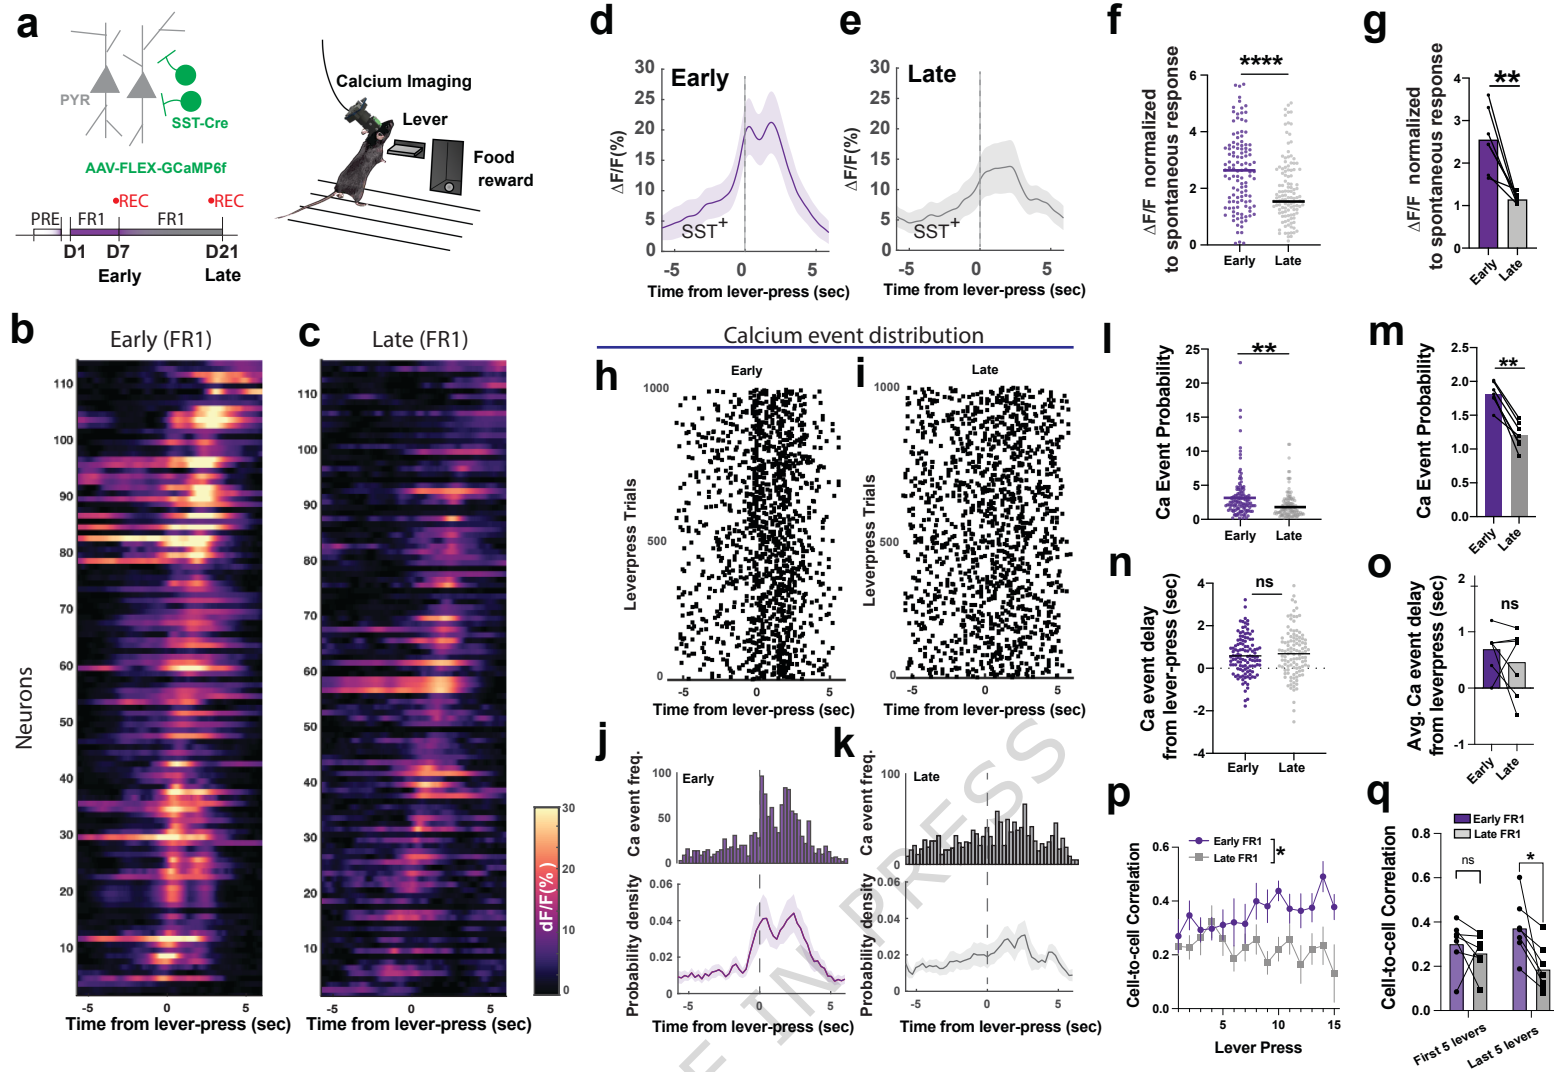 a
PYR
SST-Cre
AAV-FLEX-GCaMP6f
•REC
•REC
PRE
FR1
FR1
D1
D7
D21
Early
Late
Calcium Imaging
Lever
Food
reward
b
Early (FR1)
Neurons
110
100
90
80
70
60
50
40
30
20
10
-5
0
5
Time from lever-press (sec)
c
Late (FR1)
110
100
90
80
70
60
50
40
30
20
10
-5
0
5
Time from lever-press (sec)
30
20
10
0
dF/F(%)
d
Early
ΔF/F(%)
30
25
20
15
10
5
0
SST+
-5
0
5
Time from lever-press (sec)
e
Late
ΔF/F(%)
30
25
20
15
10
5
0
SST+
-5
0
5
Time from lever-press (sec)
f
ΔF/F normalized
to spontaneous response
****
6
4
2
0
Early
Late
g
ΔF/F normalized
to spontaneous response
**
4
3
2
1
0
Early
Late
Calcium event distribution
h
Early
Leverpress Trials
1000
500
0
-5
0
5
Time from lever-press (sec)
i
Late
Leverpress Trials
1000
500
0
-5
0
5
Time from lever-press (sec)
j
Early
Ca event freq.
100
50
0
Probability density
0.06
0.04
0.02
0
-5
0
5
Time from lever-press (sec)
k
Late
Ca event freq.
100
0
Probability density
0.06
0.04
0.02
0
-5
0
5
Time from lever-press (sec)
l
Ca Event Probability
**
25
20
15
10
5
0
Early
Late
m
Ca Event Probability
**
2.5
2.0
1.5
1.0
0.5
0.0
Early
Late
n
Ca event delay
from lever-press (sec)
ns
4
2
0
-2
-4
Early
Late
o
Avg. Ca event delay
from leverpress (sec)
ns
2
1
0
-1
Early
Late
p
Cell-to-cell Correlation
Early FR1
Late FR1
*
0.6
0.4
0.2
0.0
5
10
15
Lever Press
q
Cell-to-cell Correlation
Early FR1
Late FR1
ns
*
0.8
0.6
0.4
0.2
0.0
First 5 levers
Last 5 levers
IN PRESS